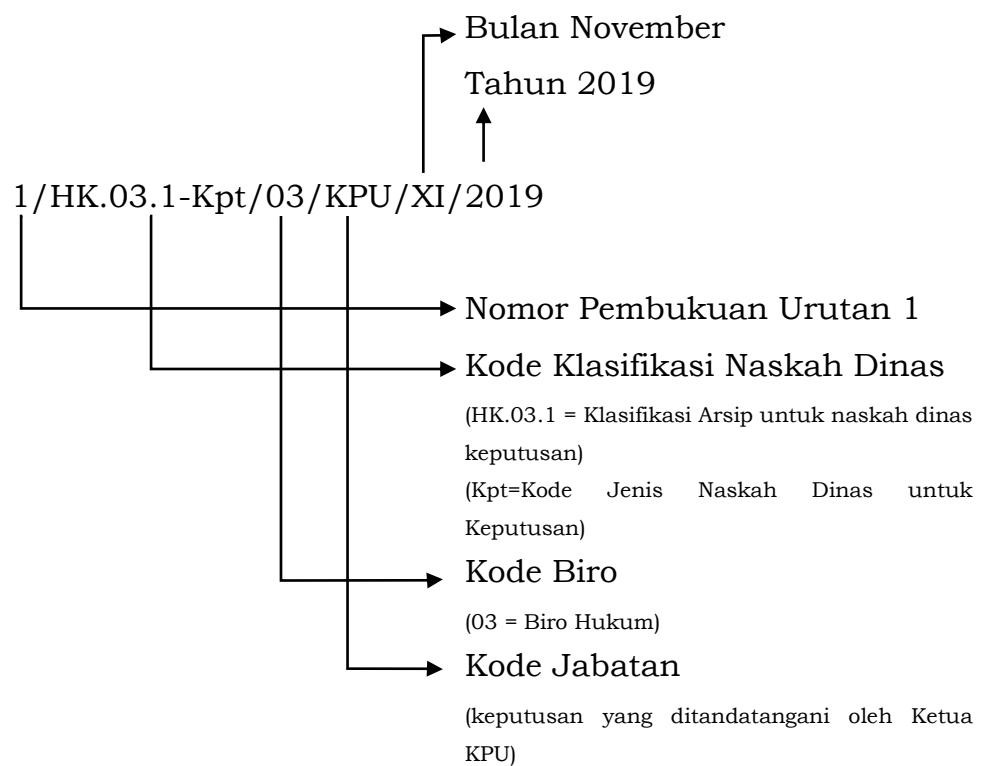 Bulan November
Tahun 2019
1/HK.03.1-Kpt/03/KPU/XI/2019
Nomor Pembukuan Urutan 1
Kode Klasifikasi Naskah Dinas
(HK.03.1 = Klasifikasi Arsip untuk naskah dinas
keputusan)
(Kpt=Kode Jenis Naskah Dinas untuk
Keputusan)
Kode Biro
(03 = Biro Hukum)
Kode Jabatan
(keputusan yang ditandatangani oleh Ketua
KPU)